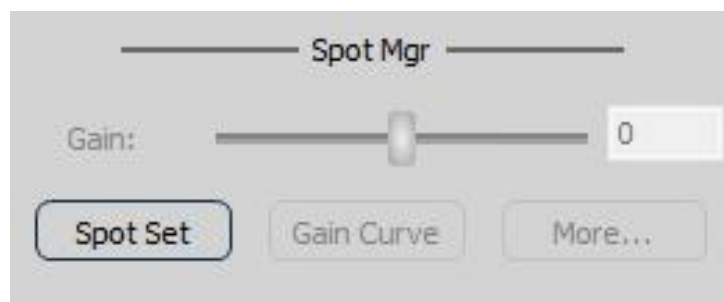 Spot Mgr
Gain: 0
Spot Set Gain Curve More...